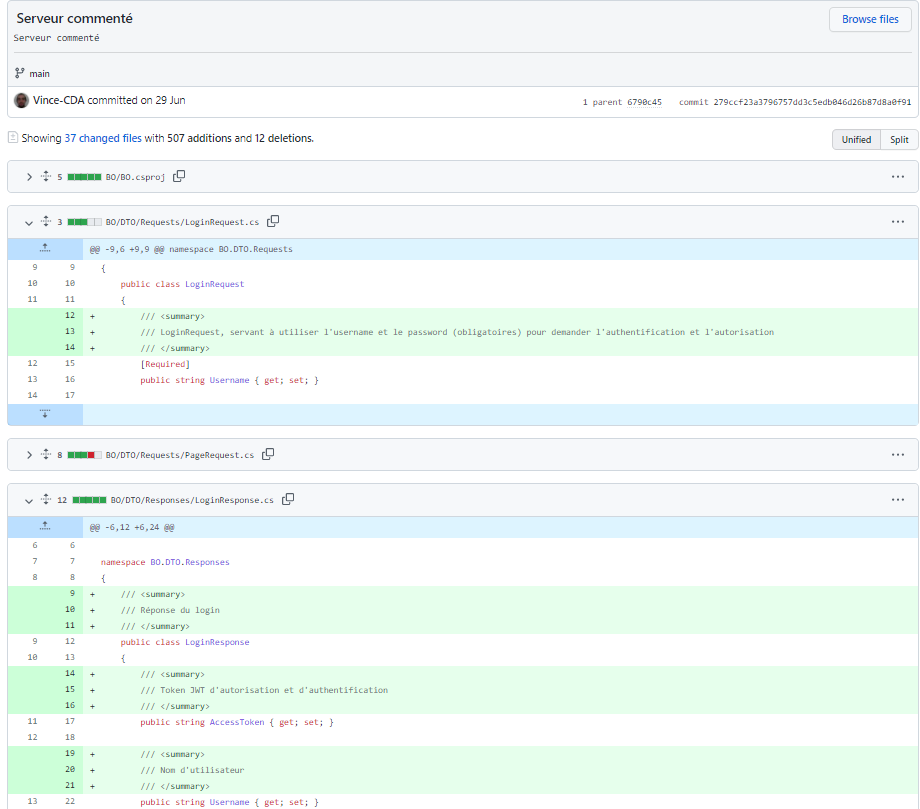 Serveur commenté
Browse files
Serveur commenté
main
Vince-CDA committed on 29 Jun
1 parent 6790c45 commit 279ccf23a3796757dd3c5edb046d26b87d8a0f91
Showing 37 changed files with 507 additions and 12 deletions.
Unified Split
5 BO/BO.csproj
3 BO/DTO/Requests/LoginRequest.cs
@@ -9,6 +9,9 @@ namespace BO.DTO.Requests
9 9 {
10 10 public class LoginRequest
11 11 {
12 + /// <summary>
13 + /// LoginRequest, servant à utiliser l'username et le password (obligatoires) pour demander l'authentification et l'autorisation
14 + /// </summary>
12 15 [Required]
13 16 public string Username { get; set; }
14 17
8 BO/DTO/Requests/PageRequest.cs
12 BO/DTO/Responses/LoginResponse.cs
@@ -6,12 +6,24 @@
6 6
7 7 namespace BO.DTO.Responses
8 8 {
9 + /// <summary>
10 + /// Réponse du login
11 + /// </summary>
9 12 public class LoginResponse
10 13 {
14 + /// <summary>
15 + /// Token JWT d'autorisation et d'authentification
16 + /// </summary>
11 17 public string AccessToken { get; set; }
12 18
19 + /// <summary>
20 + /// Nom d'utilisateur
21 + /// </summary>
13 22 public string Username { get; set; }